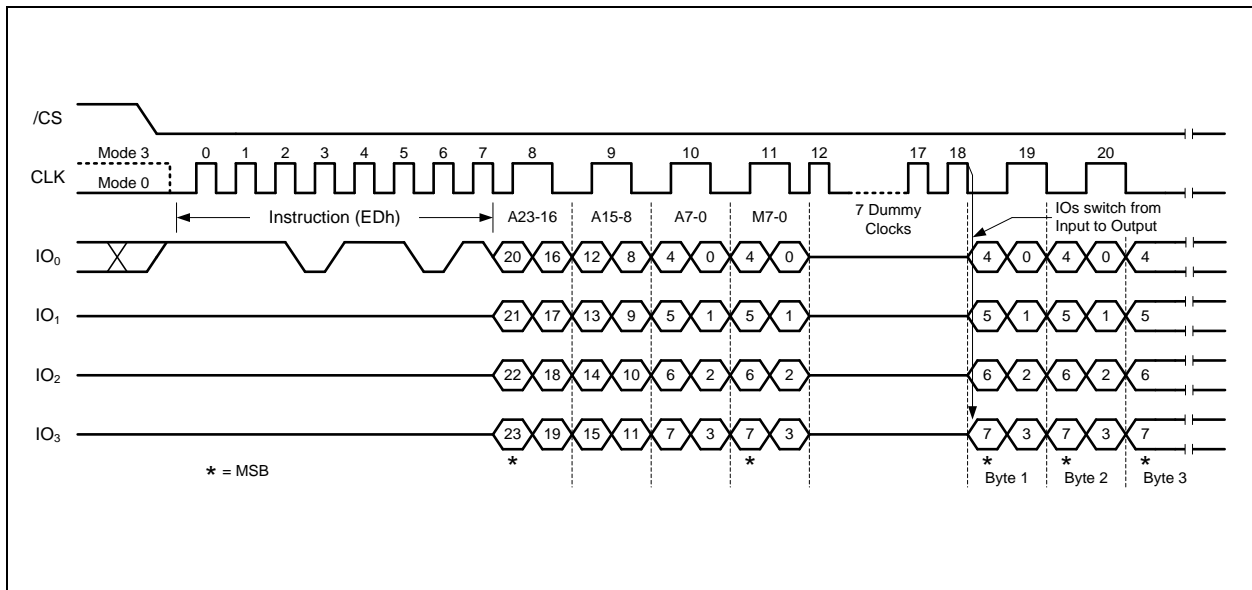 /CS
Mode 3
0 1 2 3 4 5 6 7 8 9 10 11 12 17 18 19 20
CLK
Mode 0
Instruction (EDh) A23-16 A15-8 A7-0 M7-0 7 Dummy Clocks IOs switch from Input to Output
IO₀ 20 16 12 8 4 0 4 0 4 0 4 0 4
IO₁ 21 17 13 9 5 1 5 1 5 1 5 1 5
IO₂ 22 18 14 10 6 2 6 2 6 2 6 2 6
IO₃ 23 19 15 11 7 3 7 3 7 3 7 3 7
* * * * *
* = MSB
Byte 1 Byte 2 Byte 3